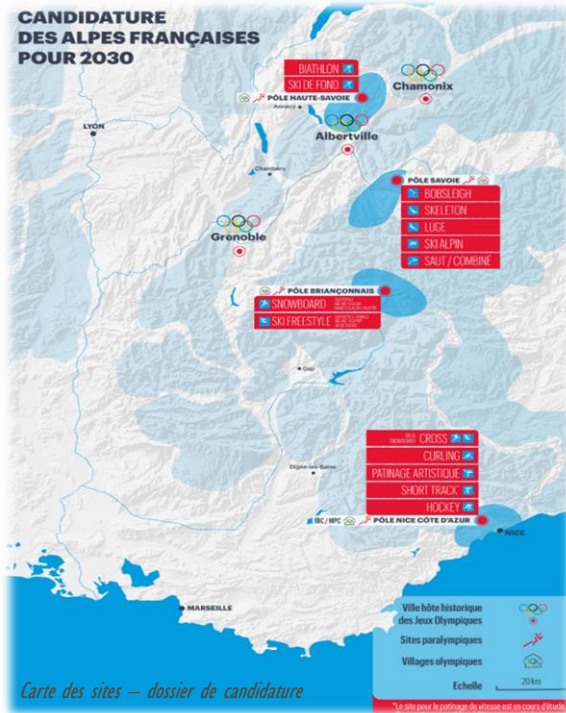 CANDIDATURE
DES ALPES FRANÇAISES
POUR 2030
BIATHLON
SKI DE FOND
PÔLE HAUTE-SAVOIE
Annecy
Chamonix
Albertville
LYON
Chambéry
PÔLE SAVOIE
BOBSLEIGH
SKELETON
LUGE
SKI ALPIN
SAUT / COMBINÉ
Grenoble
PÔLE BRIANÇONNAIS
SNOWBOARD
SKI FREESTYLE
Gap
CROSS
CURLING
PATINAGE ARTISTIQUE
SHORT TRACK*
HOCKEY
Digne-les-Bains
IBC / MPC
PÔLE NICE CÔTE D'AZUR
NICE
MARSEILLE
Ville hôte historique
des Jeux Olympiques
Sites paralympiques
Villages olympiques
Echelle
20 km
Carte des sites – dossier de candidature
*Le site pour le patinage de vitesse est en cours d'étude